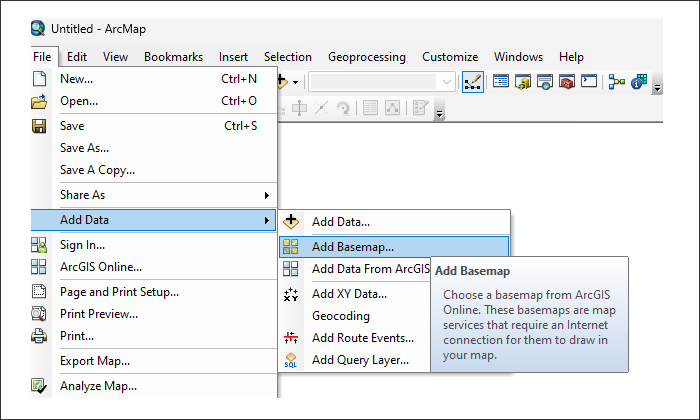 Untitled - ArcMap
File Edit View Bookmarks Insert Selection Geoprocessing Customize Windows Help
New... Ctrl+N
Open... Ctrl+O
Save Ctrl+S
Save As...
Save A Copy...
Share As
Add Data
Sign In...
ArcGIS Online...
Page and Print Setup...
Print Preview...
Print...
Export Map...
Analyze Map...
Add Data...
Add Basemap...
Add Data From ArcGIS
Add XY Data...
Geocoding
Add Route Events...
SQL Add Query Layer...
Add Basemap
Choose a basemap from ArcGIS
Online. These basemaps are map
services that require an Internet
connection for them to draw in
your map.